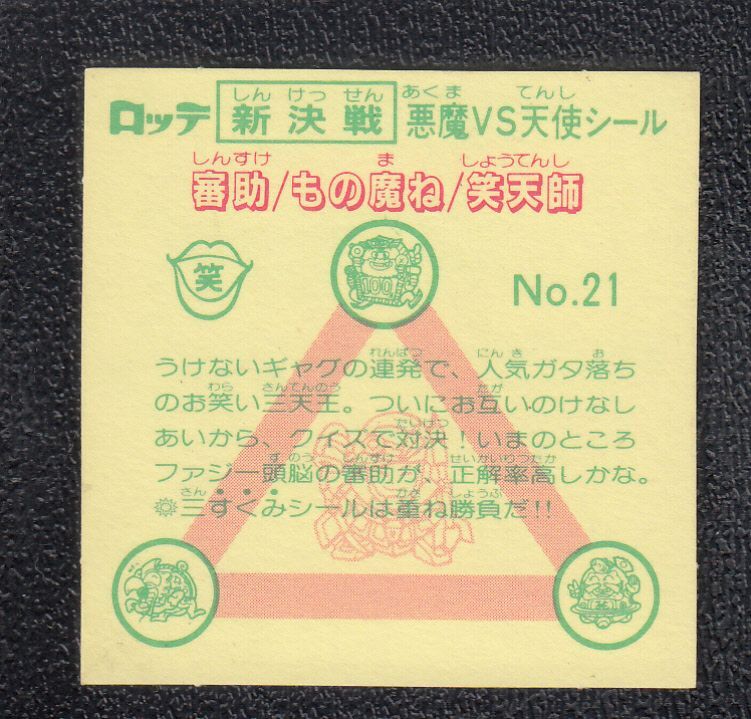 しん けっ せん あくま てんし
ロッテ 新決戦 悪魔VS天使シール
しんすけ ま しょうてんし
審助/もの魔ね/笑天師
笑
100
No.21
れんぱつ にんき お
うけないギャグの連発で、人気ガタ落ち
わら さんてんのう たが
のお笑い三天王。ついにお互いのけなし
たいけつ
あいから、クイズで対決!いまのところ
ずのう しんすけ せいかいりつたか
ファジー頭脳の審助が、正解率高しかな。
さん かさ しょうぶ
三すくみシールは重ね勝負だ!!